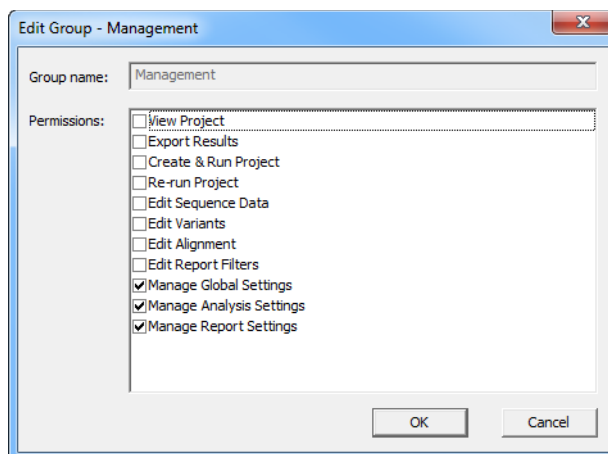 Edit Group - Management
Group name: Management
Permissions:
View Project
Export Results
Create & Run Project
Re-run Project
Edit Sequence Data
Edit Variants
Edit Alignment
Edit Report Filters
Manage Global Settings
Manage Analysis Settings
Manage Report Settings
OK Cancel